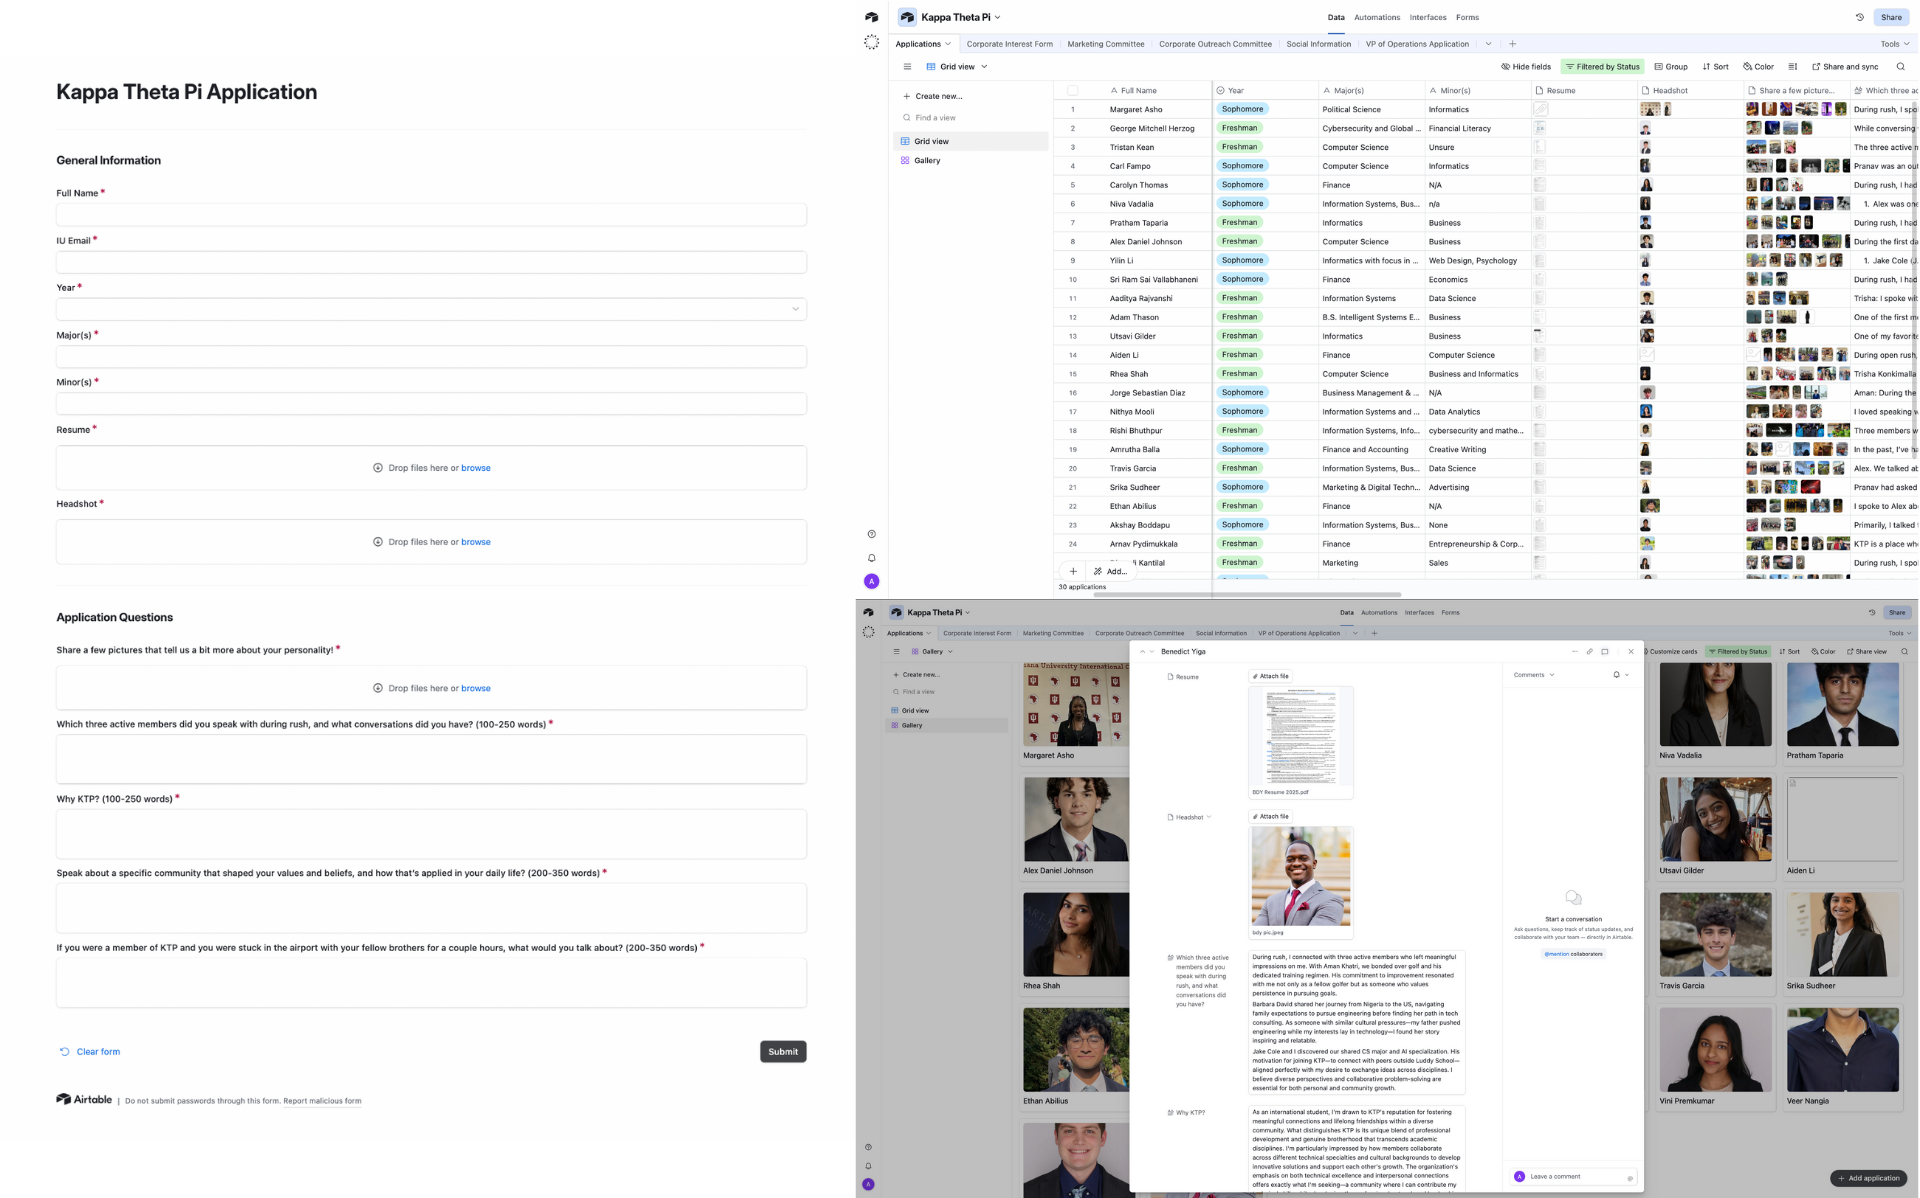 Kappa Theta Pi Application
General Information
Full Name *
IU Email *
Year *
Major(s) *
Minor(s) *
Resume *
Drop files here or browse
Headshot *
Drop files here or browse
Application Questions
Share a few pictures that tell us a bit more about your personality! *
Drop files here or browse
Which three active members did you speak with during rush, and what conversations did you have? (100-250 words) *
Why KTP? (100-250 words) *
Speak about a specific community that shaped your values and beliefs, and how that's applied in your daily life? (200-350 words) *
If you were a member of KTP and you were stuck in the airport with your fellow brothers for a couple hours, what would you talk about? (200-350 words) *
Clear form
Submit
Airtable | Do not submit passwords through this form. Report malicious form
Kappa Theta Pi
Data Automations Interfaces Forms
Share
Applications Corporate Interest Form Marketing Committee Corporate Outreach Committee Social Information VP of Operations Application
Tools
Grid view
Hide fields Filtered by Status Group Sort Color Share and sync
Create new...
Find a view
Grid view
Gallery
Full Name Year Major(s) Minor(s) Resume Headshot Share a few picture... Which three ac
1 Margaret Asho Sophomore Political Science Informatics During rush, I spo
2 George Mitchell Herzog Freshman Cybersecurity and Global ... Financial Literacy While conversing
3 Tristan Kean Freshman Computer Science Unsure The three active m
4 Carl Fampo Sophomore Computer Science Informatics Pranav was an ou
5 Carolyn Thomas Sophomore Finance N/A During rush, I had
6 Niva Vadalia Sophomore Information Systems, Bus... n/a 1. Alex was one
7 Pratham Taparia Freshman Informatics Business During rush, I had
8 Alex Daniel Johnson Freshman Computer Science Business During the first da
9 Yilin Li Sophomore Informatics with focus in ... Web Design, Psychology 1. Jake Cole (J
10 Sri Ram Sai Vallabhaneni Sophomore Finance Economics During rush, I had
11 Aaditya Rajvanshi Freshman Information Systems Data Science Trisha: I spoke wit
12 Adam Thason Freshman B.S. Intelligent Systems E... Business One of the first m
13 Utsavi Gilder Freshman Informatics Business One of my favorit
14 Aiden Li Freshman Finance Computer Science During open rush,
15 Rhea Shah Freshman Computer Science Business and Informatics Trisha Konkimalla
16 Jorge Sebastian Diaz Sophomore Business Management & ... N/A Aman: During the
17 Nithya Mooli Sophomore Information Systems and ... Data Analytics I loved speaking w
18 Rishi Bhuthpur Freshman Information Systems, Info... cybersecurity and mathe... Three members w
19 Amrutha Balla Sophomore Finance and Accounting Creative Writing In the past, I've h
20 Travis Garcia Freshman Information Systems, Bus... Data Science Alex. We talked ab
21 Srika Sudheer Sophomore Marketing & Digital Techn... Advertising Pranav had asked
22 Ethan Abilius Freshman Finance N/A I spoke to Alex ab
23 Akshay Boddapu Sophomore Information Systems, Bus... None Primarily, I talked
24 Arnav Pydimukkala Freshman Finance Entrepreneurship & Corp... KTP is a place wh
Kantilal Freshman Marketing Sales During rush, I spo
Add...
30 applications
A
Kappa Theta Pi
Data Automations Interfaces Forms
Share
Applications Corporate Interest Form Marketing Committee Corporate Outreach Committee Social Information VP of Operations Application
Tools
Gallery
Customize cards Filtered by Status Sort Color Share view
Create new...
Find a view
Grid view
Gallery
Margaret Asho
Alex Daniel Johnson
Rhea Shah
Ethan Abilius
Benedict Yiga
Resume
Attach file
BDY Resume 2025.pdf
Headshot
Attach file
bdy pic.jpeg
Which three active
members did you
speak with during
rush, and what
conversations did
you have?
During rush, I connected with three active members who left meaningful
impressions on me. With Aman Khatri, we bonded over golf and his
dedicated training regimen. His commitment to improvement resonated
with me not only as a fellow golfer but as someone who values
persistence in pursuing goals.
Barbara David shared her journey from Nigeria to the US, navigating
family expectations to pursue engineering before finding her path in tech
consulting. As someone with similar cultural pressures—my father pushed
engineering while my interests lay in technology—I found her story
inspiring and relatable.
Jake Cole and I discovered our shared CS major and AI specialization. His
motivation for joining KTP—to connect with peers outside Luddy School—
aligned perfectly with my desire to exchange ideas across disciplines. I
believe diverse perspectives and collaborative problem-solving are
essential for both personal and community growth.
Why KTP?
As an international student, I'm drawn to KTP's reputation for fostering
meaningful connections and lifelong friendships within a diverse
community. What distinguishes KTP is its unique blend of professional
development and genuine brotherhood that transcends academic
disciplines. I'm particularly impressed by how members collaborate
across different technical specialties and cultural backgrounds to develop
innovative solutions and support each other's growth. The organization's
emphasis on both technical excellence and interpersonal connections
offers exactly what I'm seeking—a community where I can contribute my
Comments
Start a conversation
Ask questions, keep track of status updates, and
collaborate with your team — directly in Airtable.
@mention collaborators
A Leave a comment
Niva Vadalia Pratham Taparia
Utsavi Gilder Aiden Li
Travis Garcia Srika Sudheer
Vini Premkumar Veer Nangia
Add application
A